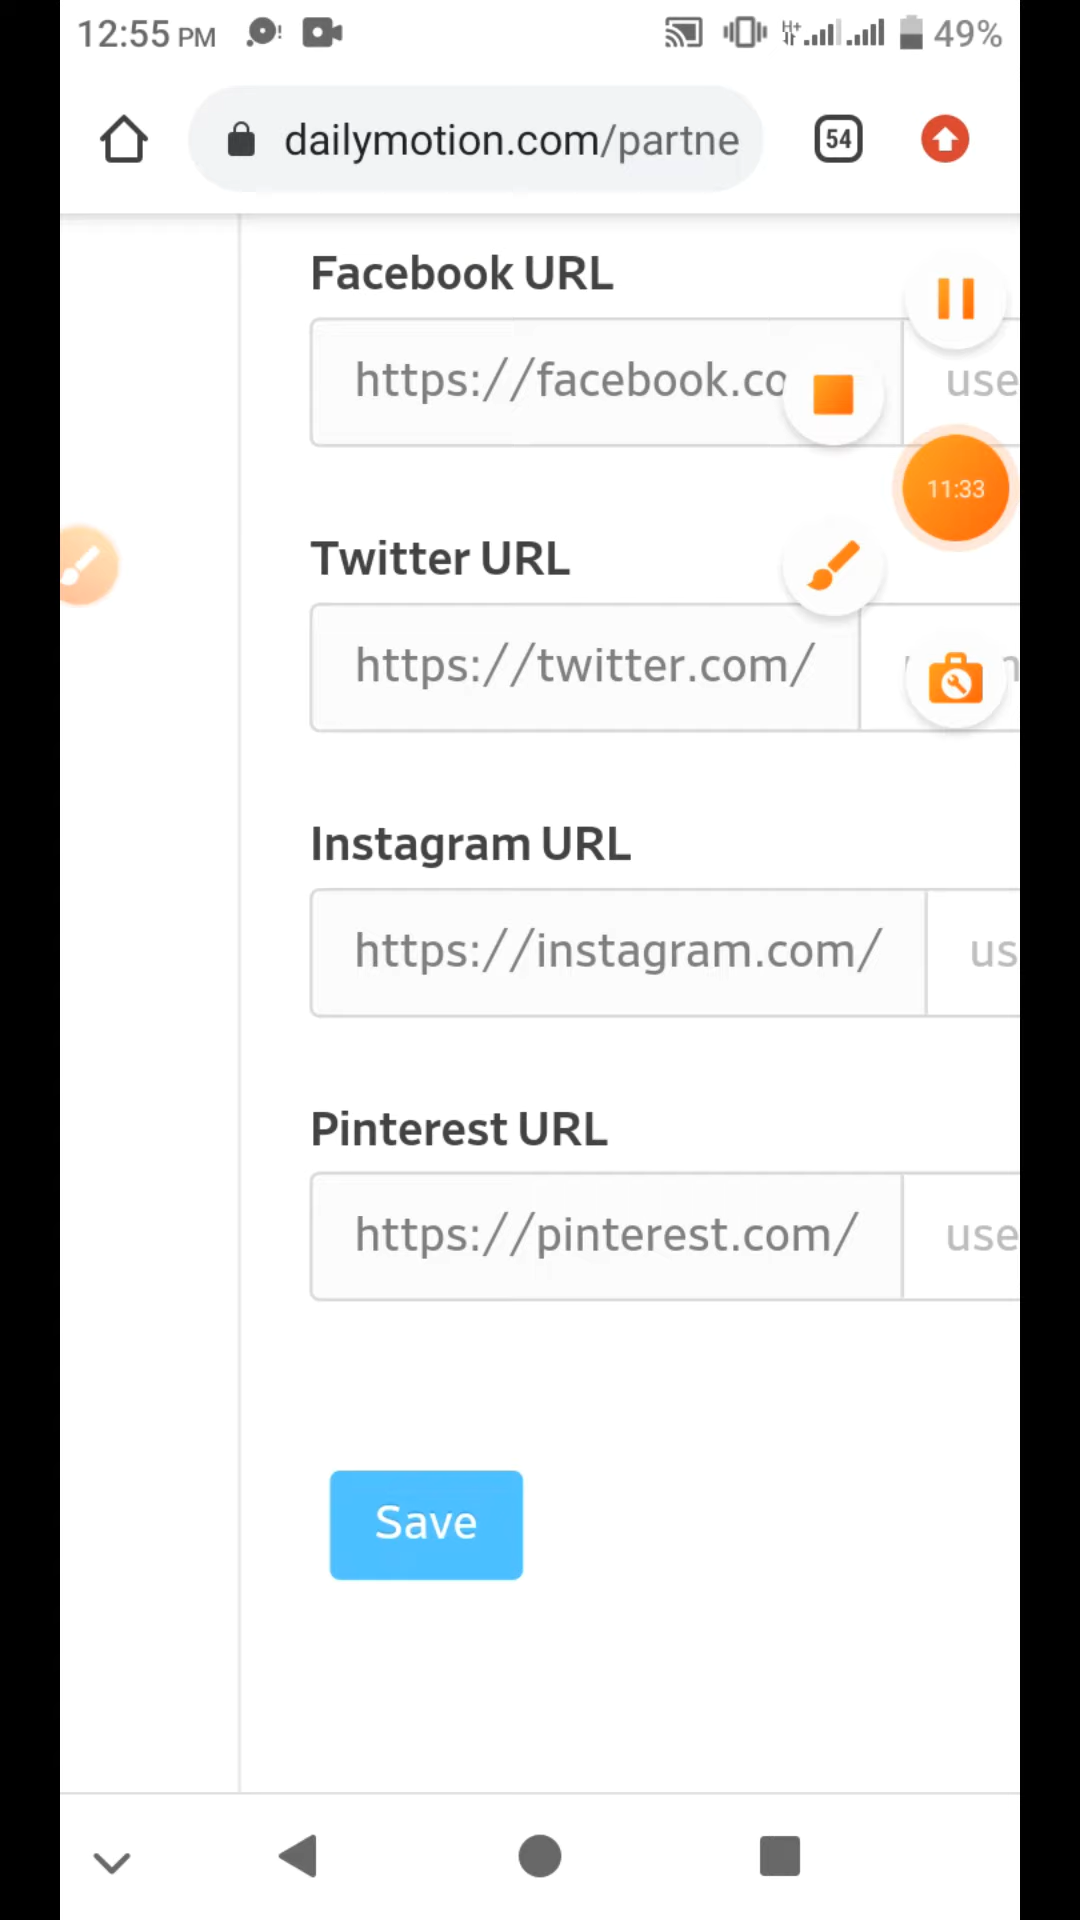 12:55 PM
H+
49%
dailymotion.com/partne
54
Facebook URL
https://facebook.co
use
11:33
Twitter URL
https://twitter.com/
Instagram URL
https://instagram.com/
us
Pinterest URL
https://pinterest.com/
use
Save